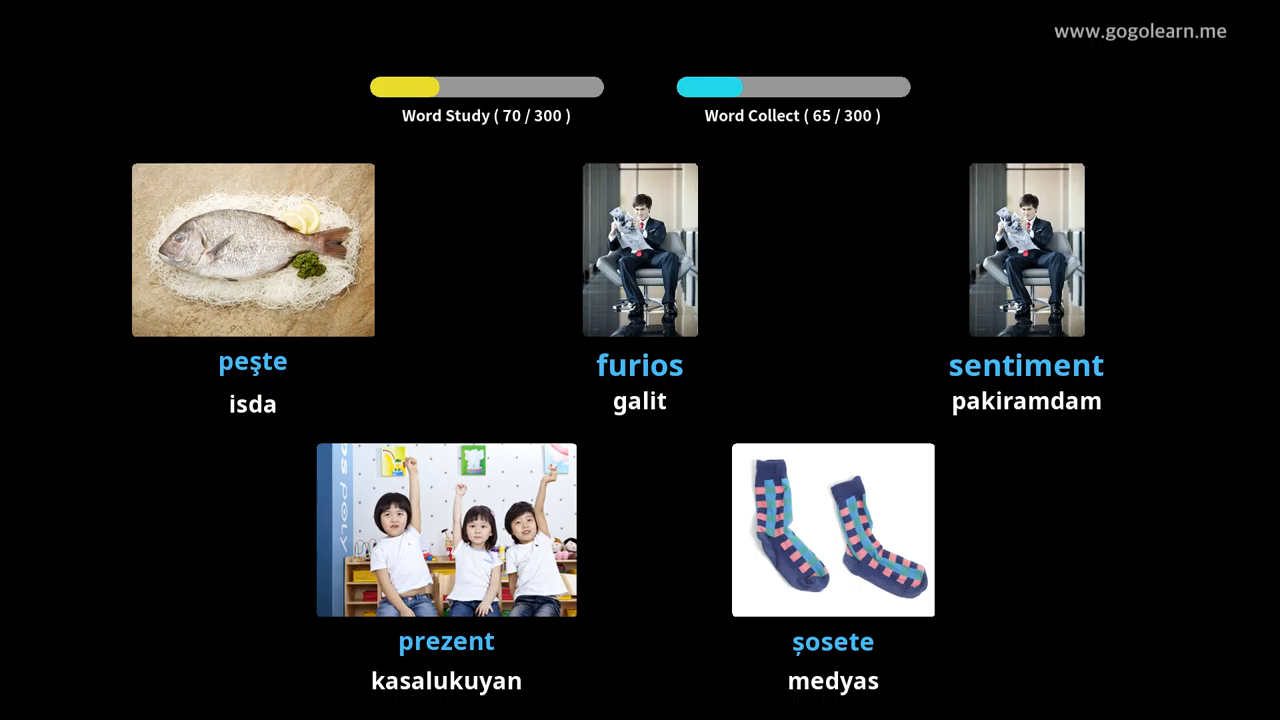 www.gogolearn.me
Word Study ( 70 / 300 )
Word Collect ( 65 / 300 )
peşte
isda
furios
galit
sentiment
pakiramdam
prezent
kasalukuyan
șosete
medyas